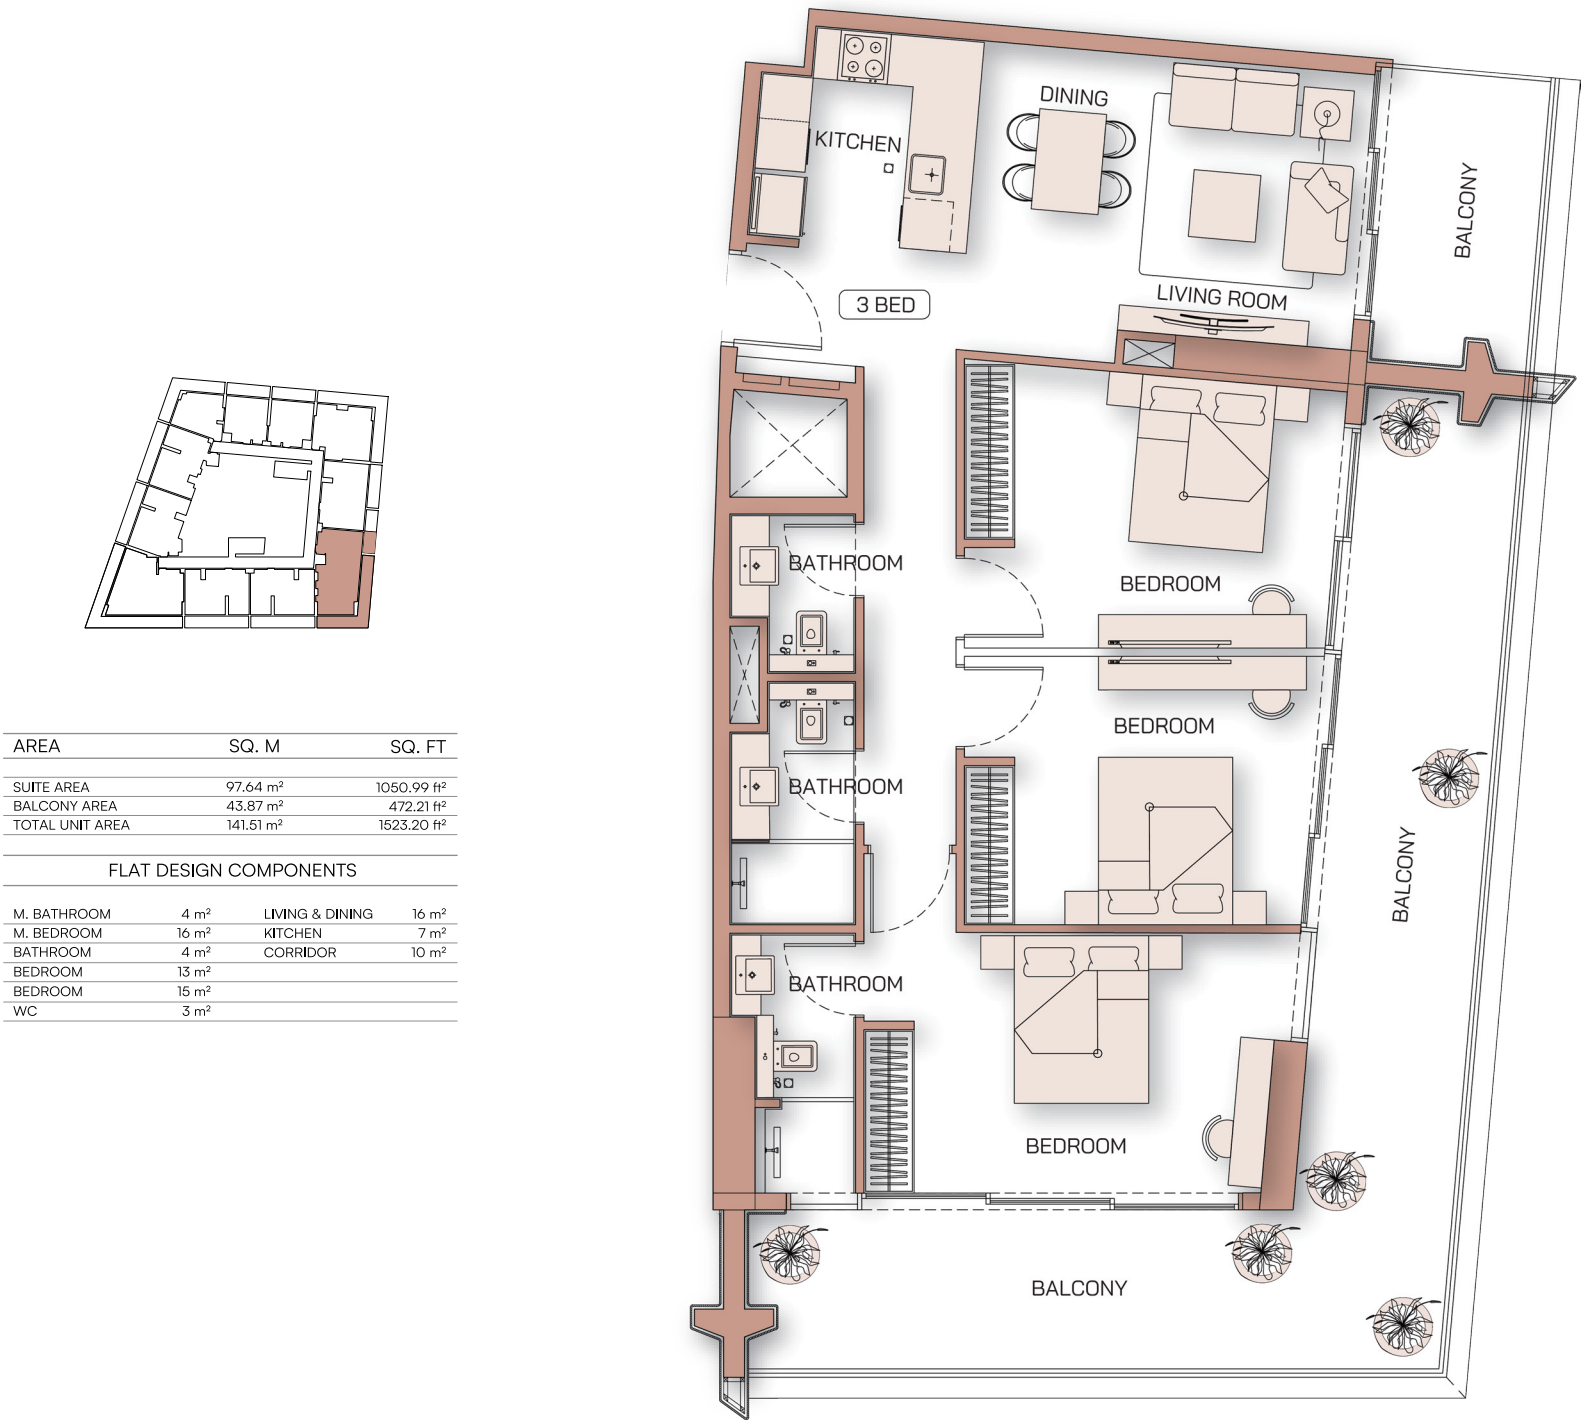 AREA SQ. M SQ. FT
SUITE AREA 97.64 m² 1050.99 ft²
BALCONY AREA 43.87 m² 472.21 ft²
TOTAL UNIT AREA 141.51 m² 1523.20 ft²
FLAT DESIGN COMPONENTS
M. BATHROOM 4 m² LIVING & DINING 16 m²
M. BEDROOM 16 m² KITCHEN 7 m²
BATHROOM 4 m² CORRIDOR 10 m²
BEDROOM 13 m²
BEDROOM 15 m²
WC 3 m²
DINING
KITCHEN
BALCONY
LIVING ROOM
3 BED
BATHROOM
BEDROOM
BEDROOM
BATHROOM
BALCONY
BATHROOM
BEDROOM
BALCONY